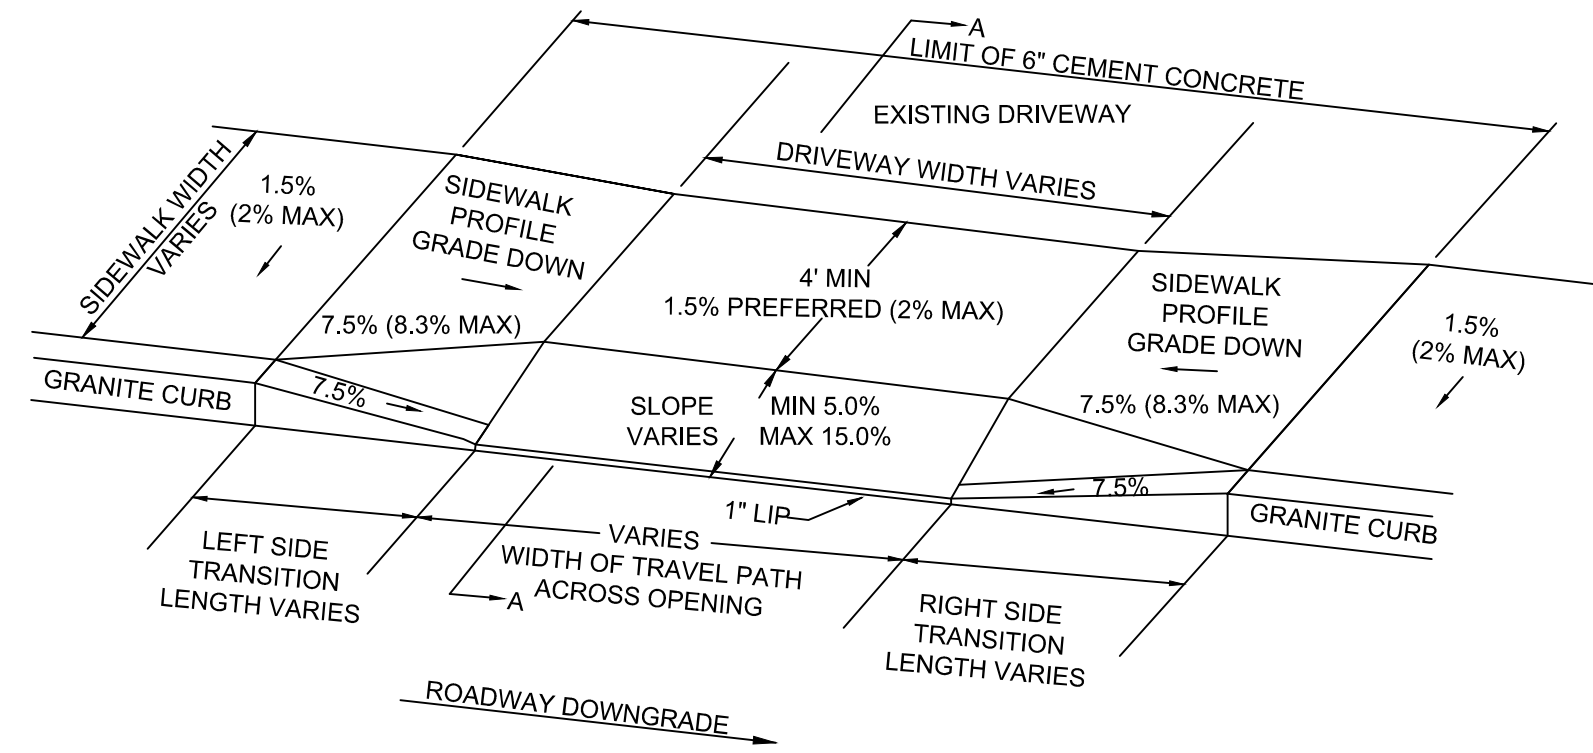 A
LIMIT OF 6" CEMENT CONCRETE
EXISTING DRIVEWAY
DRIVEWAY WIDTH VARIES
SIDEWALK WIDTH
VARIES
1.5%
(2% MAX)
SIDEWALK
PROFILE
GRADE DOWN
7.5% (8.3% MAX)
4' MIN
1.5% PREFERRED (2% MAX)
SIDEWALK
PROFILE
GRADE DOWN
7.5% (8.3% MAX)
1.5%
(2% MAX)
GRANITE CURB
7.5%
SLOPE
VARIES
MIN 5.0%
MAX 15.0%
7.5%
GRANITE CURB
1" LIP
LEFT SIDE
TRANSITION
LENGTH VARIES
VARIES
WIDTH OF TRAVEL PATH
ACROSS OPENING
A
RIGHT SIDE
TRANSITION
LENGTH VARIES
ROADWAY DOWNGRADE